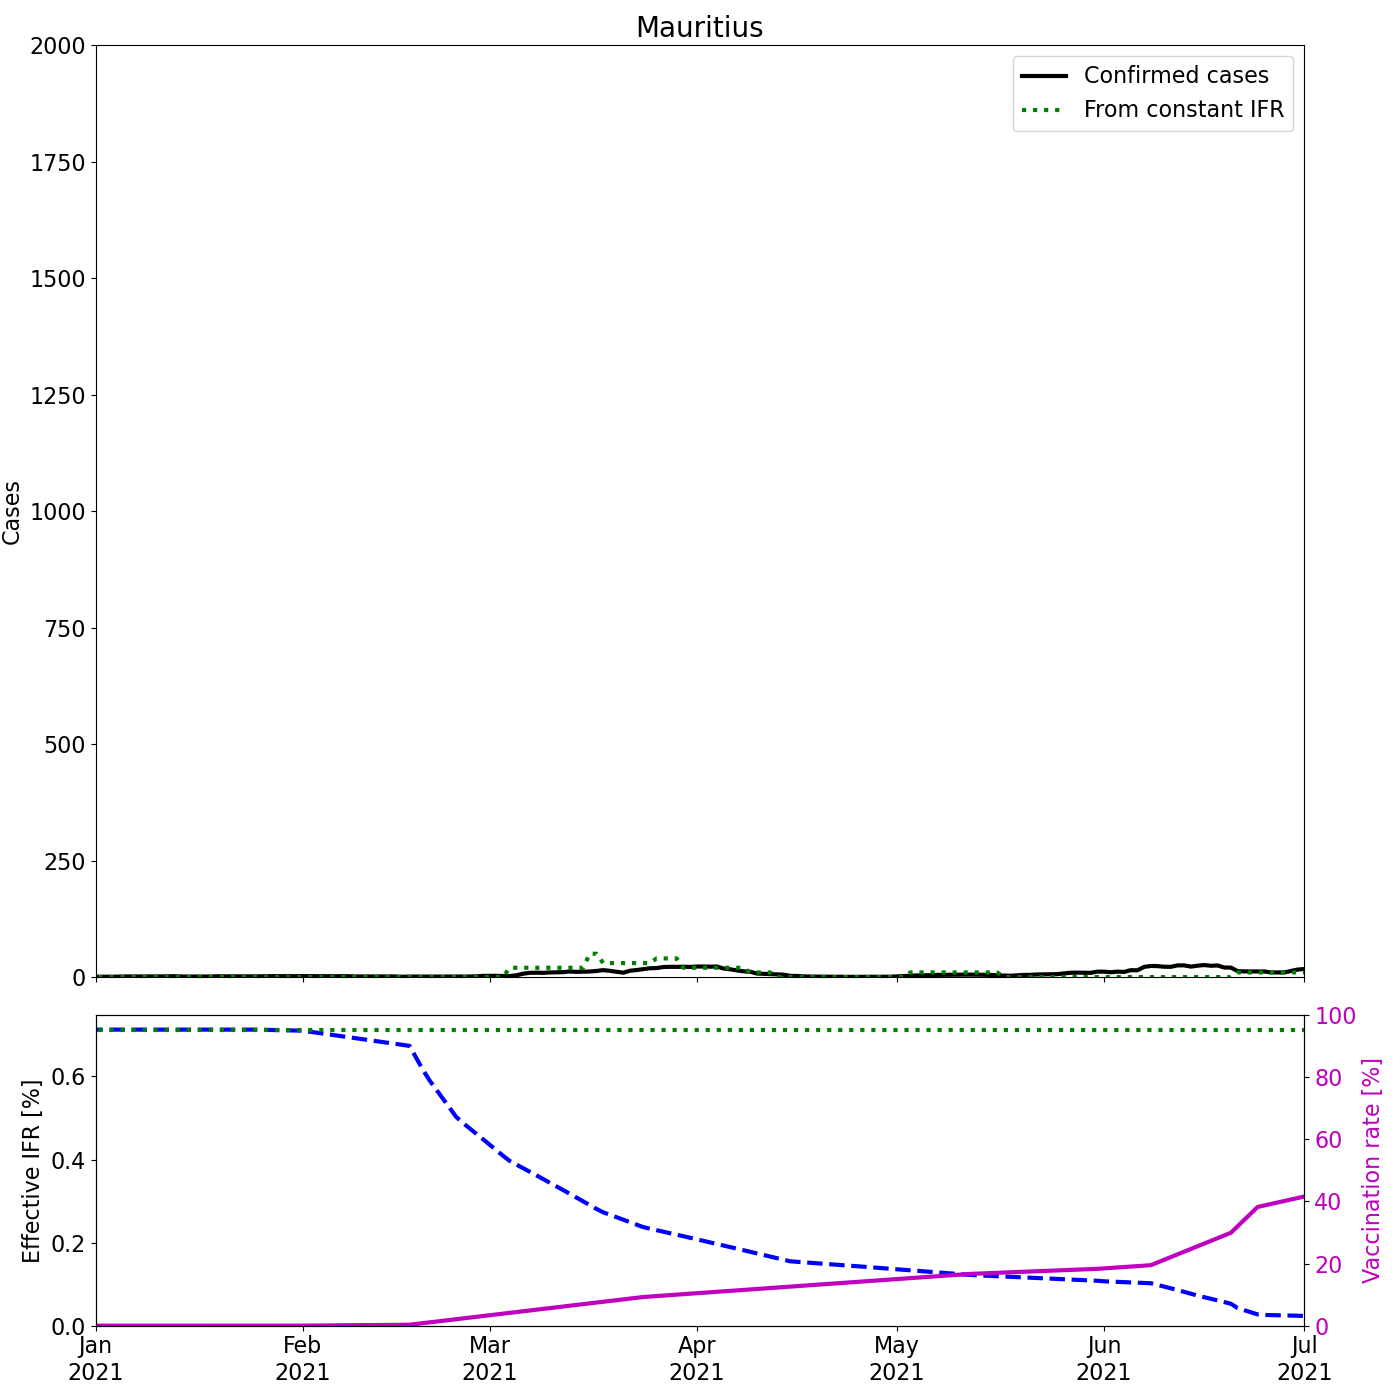 Mauritius
Confirmed cases
From constant IFR
Cases
2000
1750
1500
1250
1000
750
500
250
0
Effective IFR [%]
0.6
0.4
0.2
0.0
Vaccination rate [%]
100
80
60
40
20
0
Jan
2021
Feb
2021
Mar
2021
Apr
2021
May
2021
Jun
2021
Jul
2021